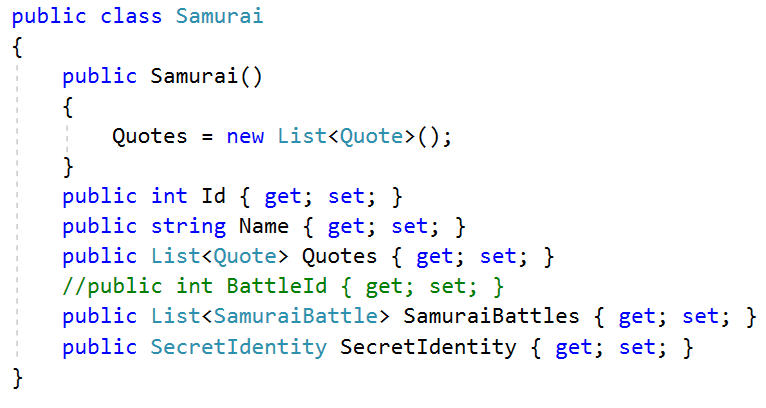 public class Samurai
{
    public Samurai()
    {
        Quotes = new List<Quote>();
    }
    public int Id { get; set; }
    public string Name { get; set; }
    public List<Quote> Quotes { get; set; }
    //public int BattleId { get; set; }
    public List<SamuraiBattle> SamuraiBattles { get; set; }
    public SecretIdentity SecretIdentity { get; set; }
}